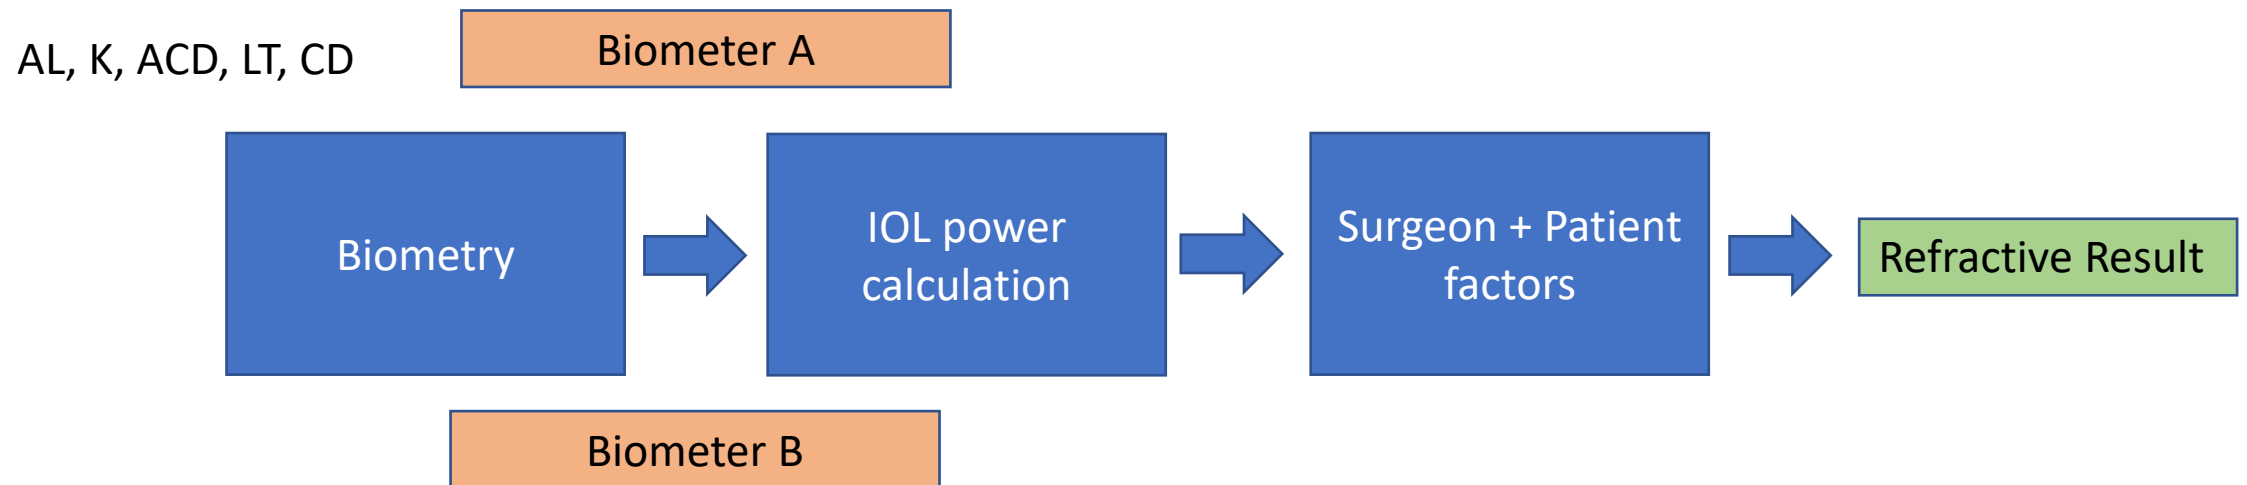 AL, K, ACD, LT, CD
Biometer A
Biometry
IOL power
calculation
Surgeon + Patient
factors
Refractive Result
Biometer B